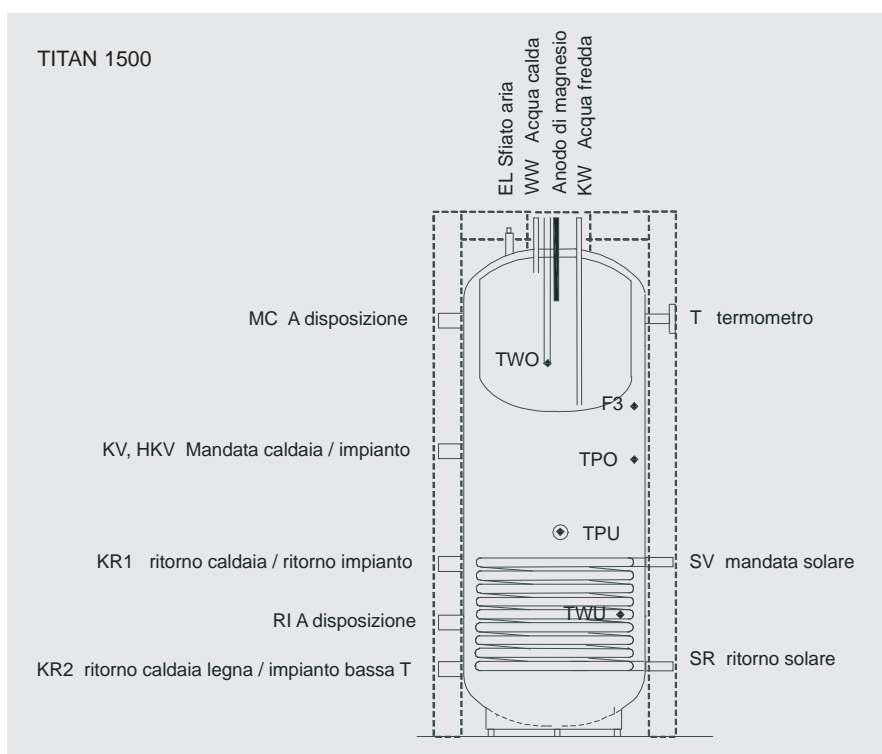 TITAN 1500
EL Sfiato aria
WW Acqua calda
Anodo di magnesio
KW Acqua fredda
MC A disposizione
T termometro
TWO
F3
KV, HKV Mandata caldaia / impianto
TPO
TPU
KR1 ritorno caldaia / ritorno impianto
SV mandata solare
TWU
RI A disposizione
SR ritorno solare
KR2 ritorno caldaia legna / impianto bassa T